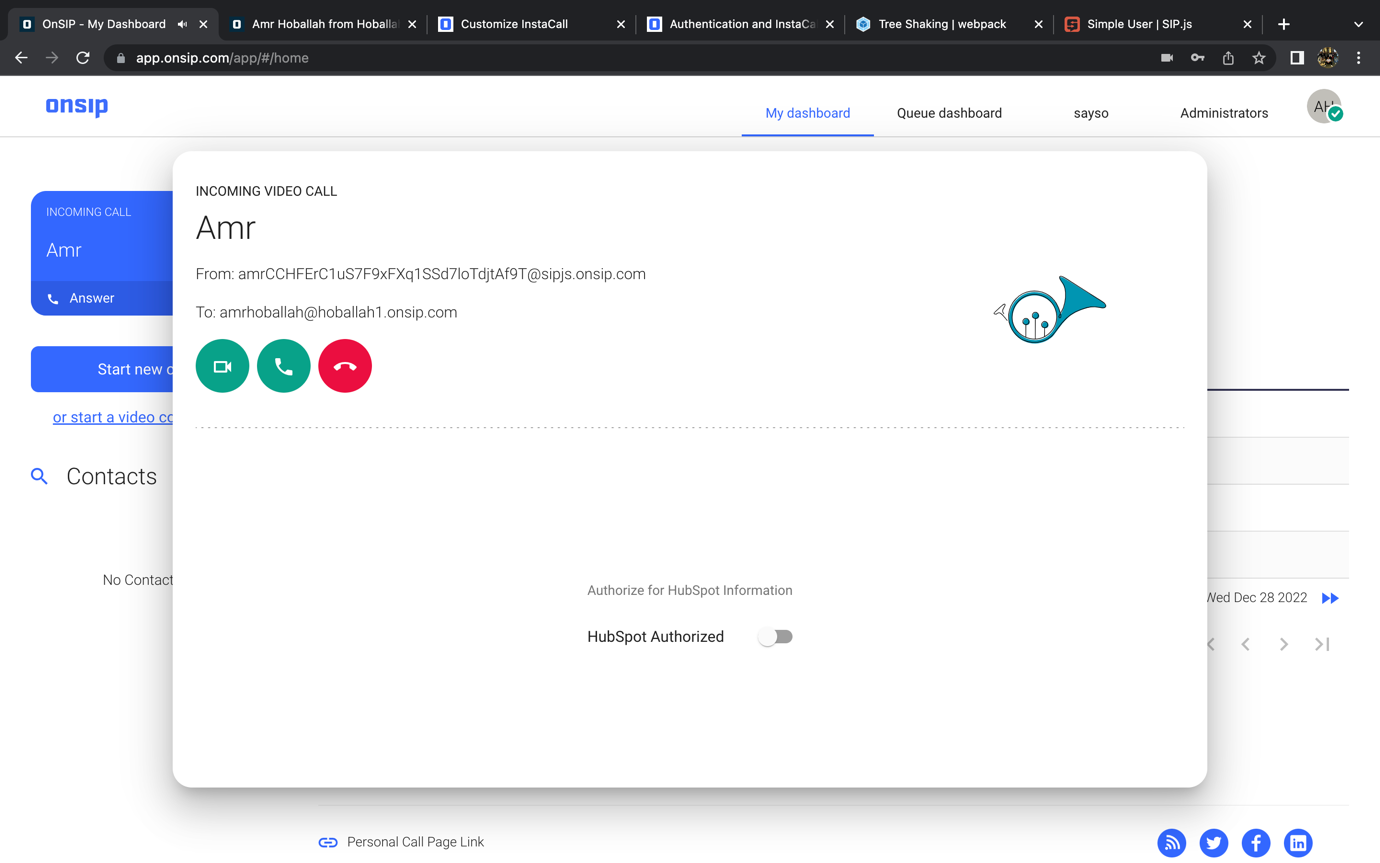 OnSIP - My Dashboard
Amr Hoballah from Hoballa
Customize InstaCall
Authentication and InstaCa
Tree Shaking | webpack
Simple User | SIP.js
app.onsip.com/app/#/home
onsip
My dashboard
Queue dashboard
sayso
Administrators
AH
INCOMING CALL
Amr
Answer
Start new c
or start a video co
Contacts
No Contact
INCOMING VIDEO CALL
Amr
From: amrCCHFErC1uS7F9xFXq1SSd7loTdjtAf9T@sipjs.onsip.com
To: amrhoballah@hoballah1.onsip.com
Authorize for HubSpot Information
HubSpot Authorized
Wed Dec 28 2022
Personal Call Page Link